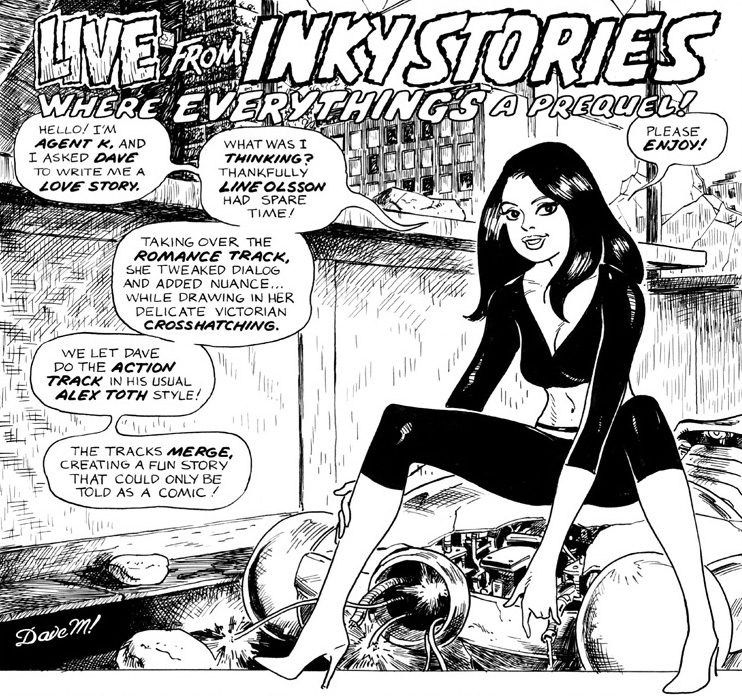 LIVE FROM INKYSTORIES
WHERE EVERYTHING'S A PREQUEL!
HELLO! I'M
AGENT K, AND
I ASKED DAVE
TO WRITE ME A
LOVE STORY.
WHAT WAS I
THINKING?
THANKFULLY
LINE OLSSON
HAD SPARE
TIME!
TAKING OVER THE
ROMANCE TRACK,
SHE TWEAKED DIALOG
AND ADDED NUANCE...
WHILE DRAWING IN HER
DELICATE VICTORIAN
CROSSHATCHING.
WE LET DAVE
DO THE ACTION
TRACK IN HIS USUAL
ALEX TOTH STYLE!
THE TRACKS MERGE,
CREATING A FUN STORY
THAT COULD ONLY BE
TOLD AS A COMIC!
PLEASE
ENJOY!
Dave M!